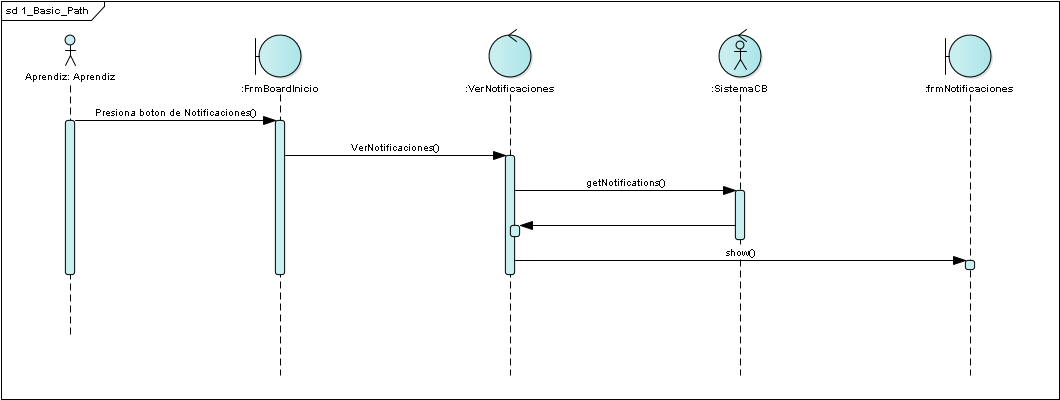 sd 1_Basic_Path
Aprendiz: Aprendiz
:FrmBoardInicio
:VerNotificaciones
:SistemaCB
:frmNotificaciones
Presiona boton de Notificaciones()
VerNotificaciones()
getNotifications()
show()